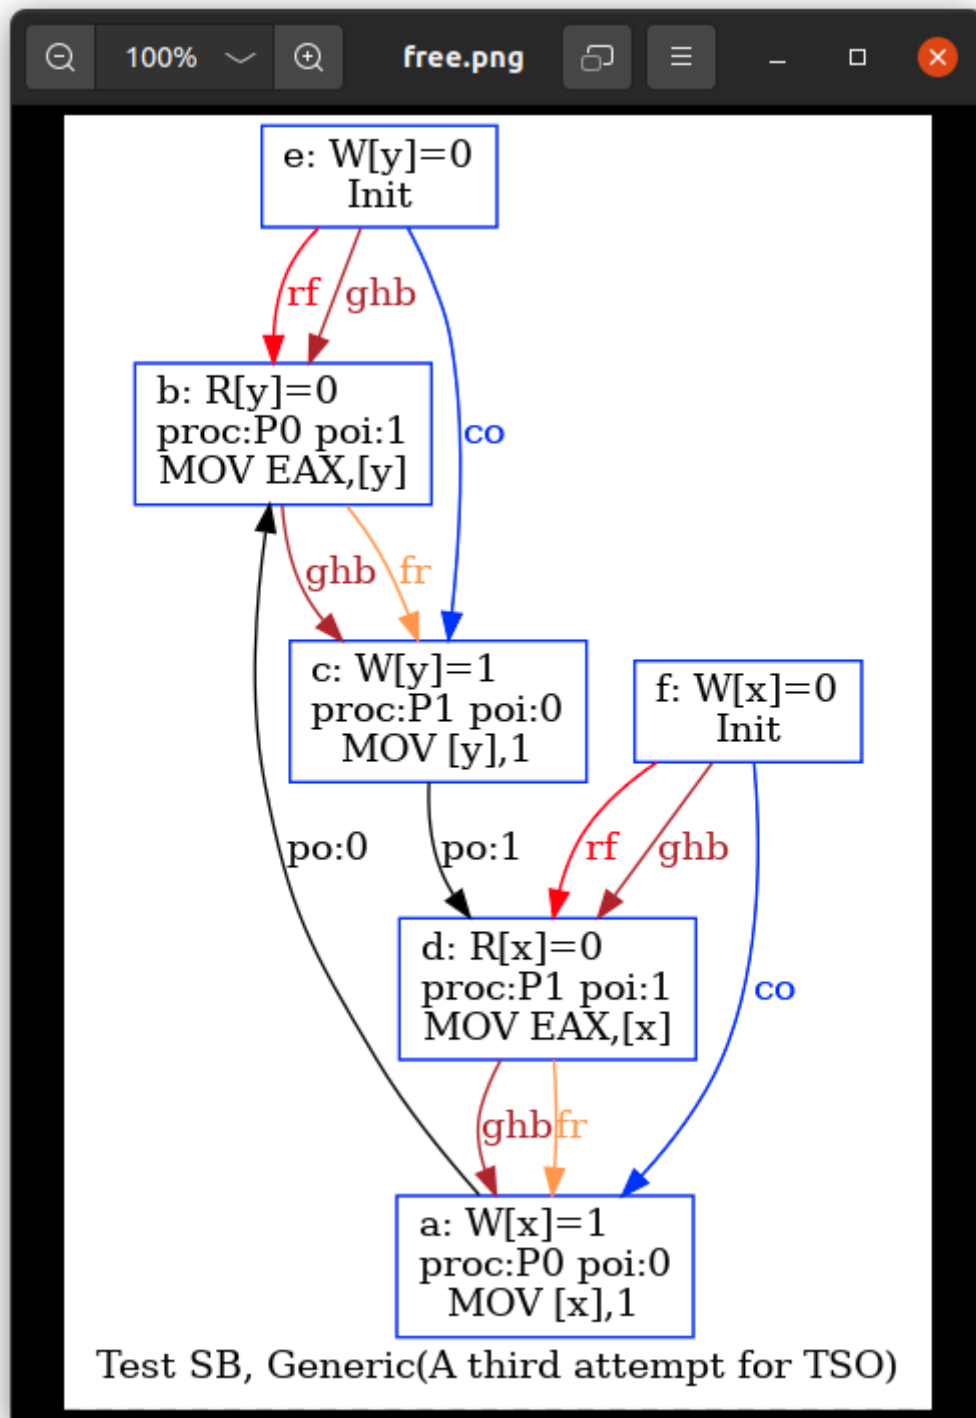 100%
free.png
e: W[y]=0
Init
rf
ghb
b: R[y]=0
proc:P0 poi:1
MOV EAX,[y]
co
ghb
fr
c: W[y]=1
proc:P1 poi:0
MOV [y],1
f: W[x]=0
Init
po:0
po:1
rf
ghb
d: R[x]=0
proc:P1 poi:1
MOV EAX,[x]
co
ghb
fr
a: W[x]=1
proc:P0 poi:0
MOV [x],1
Test SB, Generic(A third attempt for TSO)